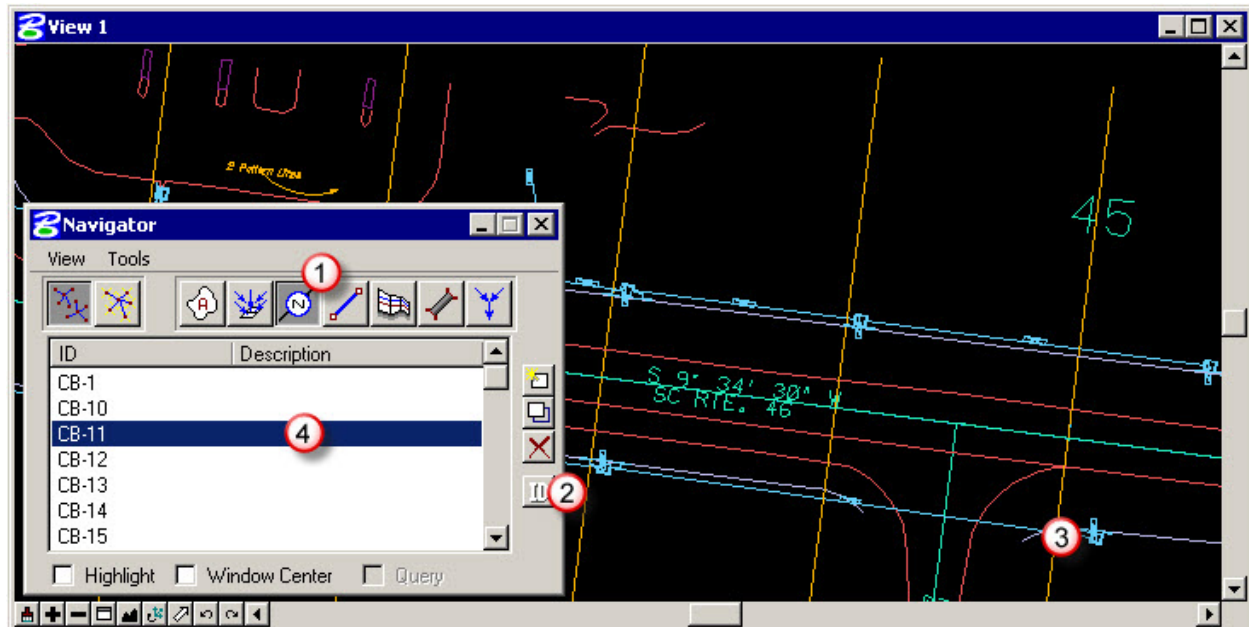 View 1
2 Pattern Lines
45
Navigator
View Tools
1
A
N
ID Description
CB-1
CB-10
CB-11
4
CB-12
CB-13
CB-14
CB-15
ID
2
Highlight Window Center Query
S 9° 34' 30" W
SC RTE. 46
3